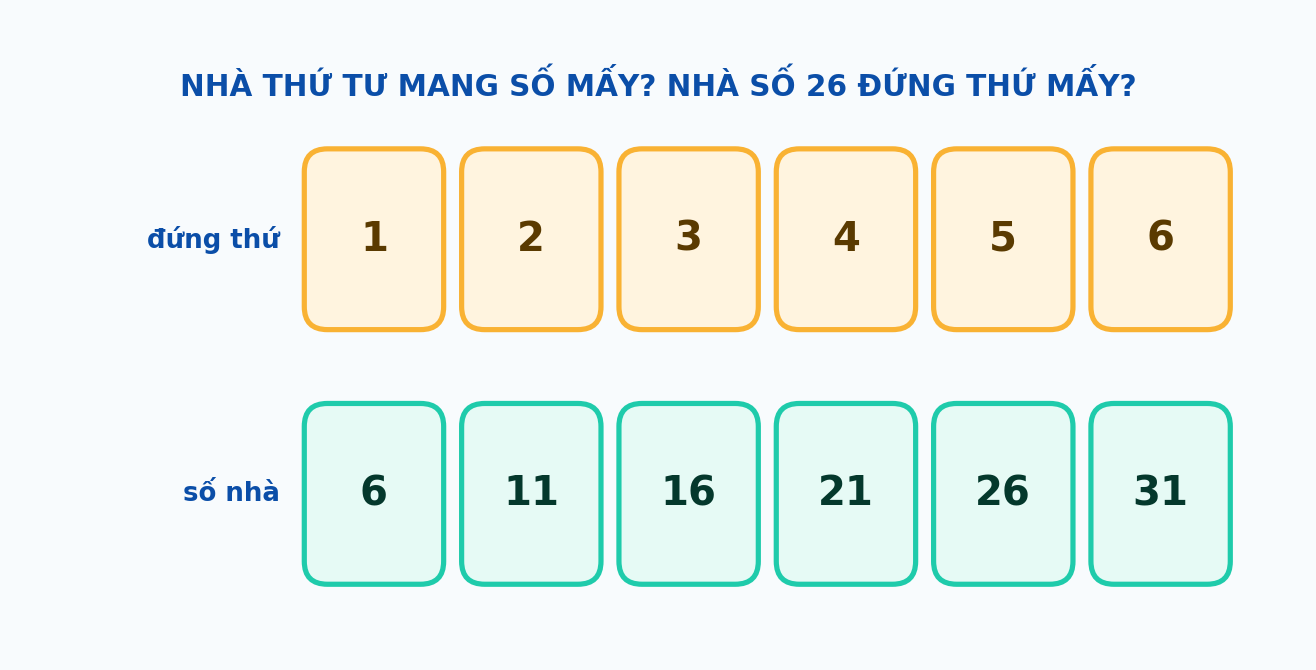 NHÀ THỨ TƯ MANG SỐ MẤY? NHÀ SỐ 26 ĐỨNG THỨ MẤY?
đứng thứ 1 2 3 4 5 6
số nhà 6 11 16 21 26 31